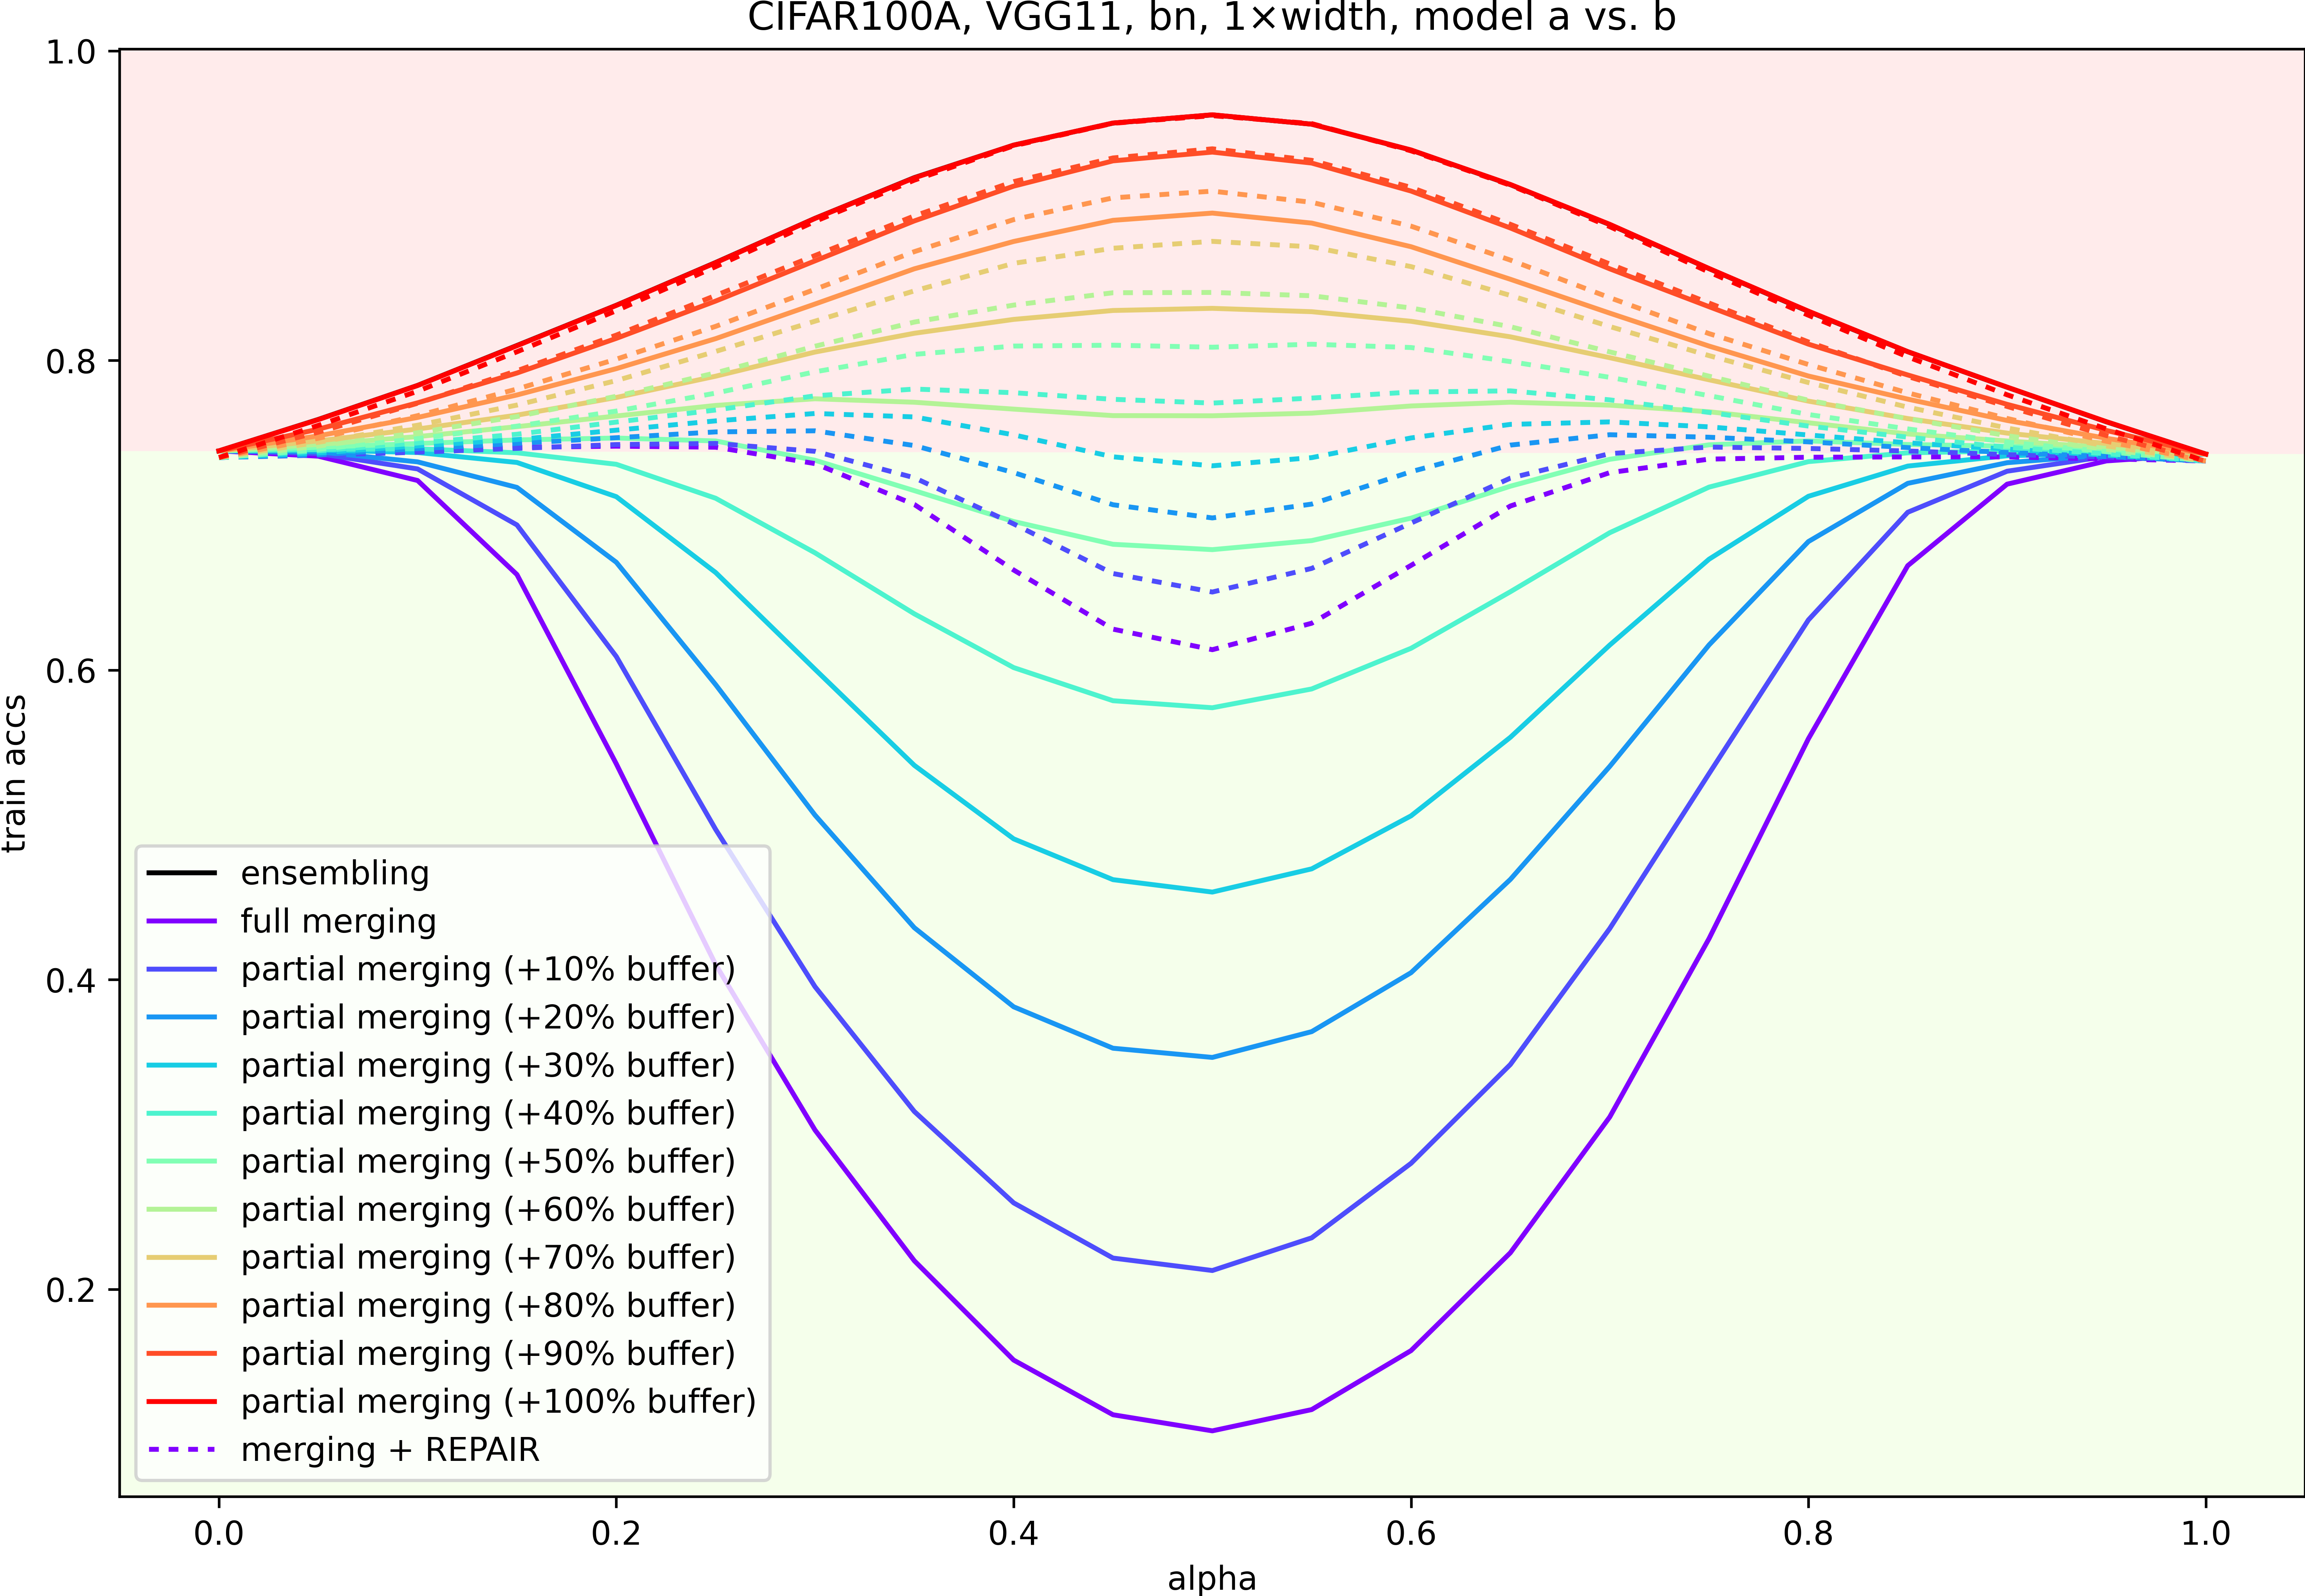 CIFAR100A, VGG11, bn, 1×width, model a vs. b
1.0
0.8
0.6
0.4
0.2
train accs
ensembling
full merging
partial merging (+10% buffer)
partial merging (+20% buffer)
partial merging (+30% buffer)
partial merging (+40% buffer)
partial merging (+50% buffer)
partial merging (+60% buffer)
partial merging (+70% buffer)
partial merging (+80% buffer)
partial merging (+90% buffer)
partial merging (+100% buffer)
merging + REPAIR
0.0 0.2 0.4 0.6 0.8 1.0
alpha